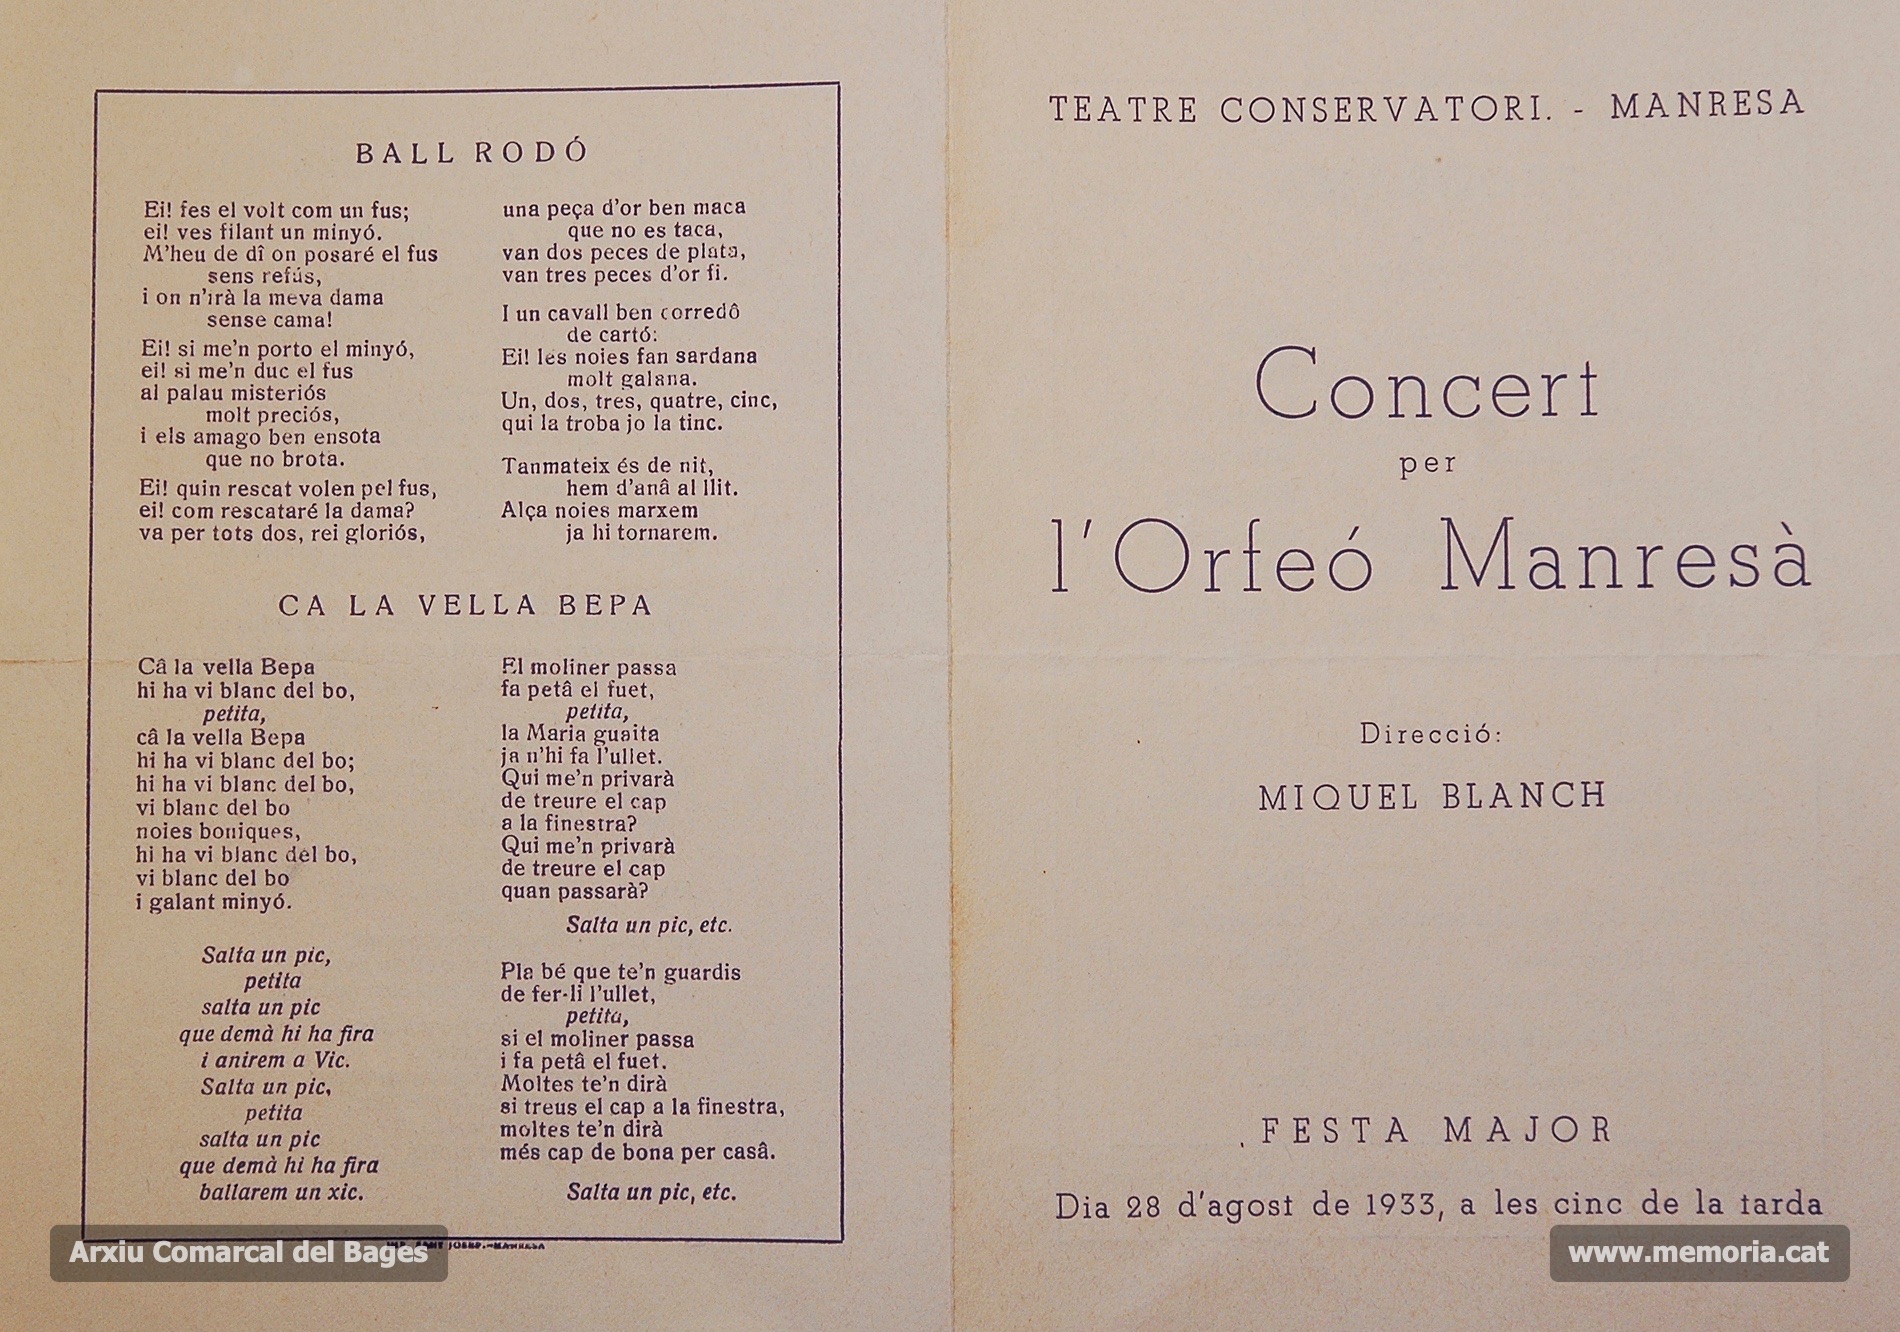 BALL RODÓ
Ei! fes el volt com un fus;
ei! ves filant un minyó.
M'heu de dî on posaré el fus
sens refús,
i on n'irà la meva dama
sense cama!
Ei! si me'n porto el minyó,
ei! si me'n duc el fus
al palau misteriós
molt preciós,
i els amago ben ensota
que no brota.
Ei! quin rescat volen pel fus,
ei! com rescataré la dama?
va per tots dos, rei gloriós,
una peça d'or ben maca
que no es taca,
van dos peces de plata,
van tres peces d'or fi.
I un cavall ben corredô
de cartó:
Ei! les noies fan sardana
molt galana.
Un, dos, tres, quatre, cinc,
qui la troba jo la tinc.
Tanmateix és de nit,
hem d'anâ al llit.
Alça noies marxem
ja hi tornarem.
CA LA VELLA BEPA
Câ la vella Bepa
hi ha vi blanc del bo,
petita,
câ la vella Bepa
hi ha vi blanc del bo;
hi ha vi blanc del bo,
vi blanc del bo
noies boniques,
hi ha vi blanc del bo,
vi blanc del bo
i galant minyó.
Salta un pic,
petita
salta un pic
que demà hi ha fira
i anirem a Vic.
Salta un pic,
petita
salta un pic
que demà hi ha fira
ballarem un xic.
El moliner passa
fa petâ el fuet,
petita,
la Maria guaita
ja n'hi fa l'ullet.
Qui me'n privarà
de treure el cap
a la finestra?
Qui me'n privarà
de treure el cap
quan passarà?
Salta un pic, etc.
Pla bé que te'n guardis
de fer-li l'ullet,
petita,
si el moliner passa
i fa petâ el fuet.
Moltes te'n dirà
si treus el cap a la finestra,
moltes te'n dirà
més cap de bona per casâ.
Salta un pic, etc.
IMP. SANT JOSEP.-MANRESA
Arxiu Comarcal del Bages
TEATRE CONSERVATORI. - MANRESA
Concert
per
l'Orfeó Manresà
Direcció:
MIQUEL BLANCH
FESTA MAJOR
Dia 28 d'agost de 1933, a les cinc de la tarda
www.memoria.cat